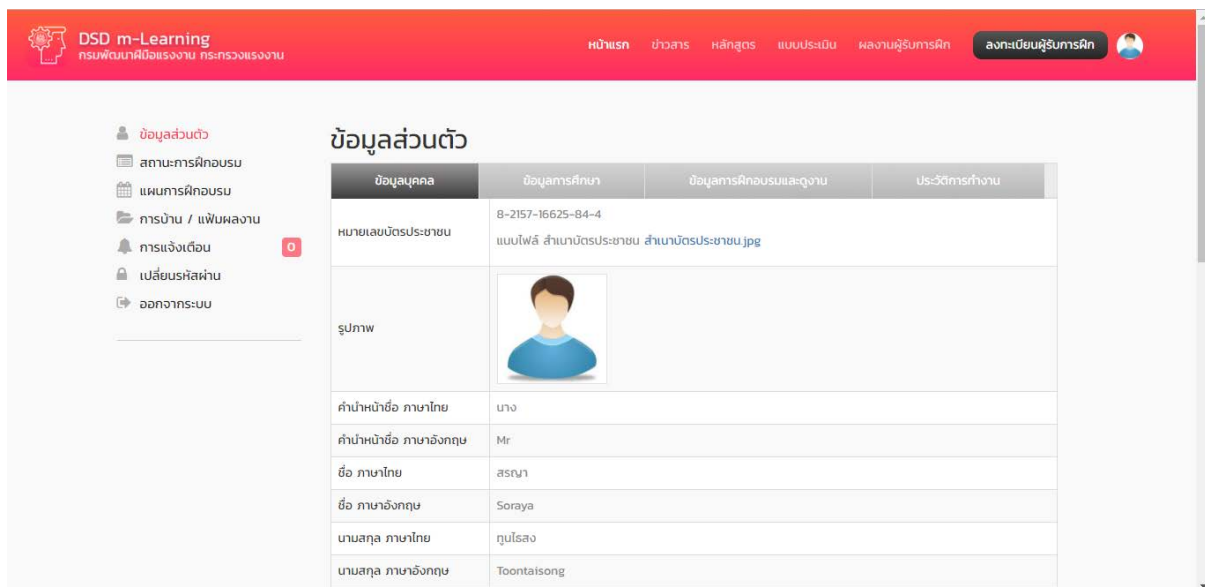 DSD m-Learning
กรมพัฒนาฝีมือแรงงาน กระทรวงแรงงาน
หน้าแรก ข่าวสาร หลักสูตร แบบประเมิน ผลงานผู้รับการฝึก ลงทะเบียนผู้รับการฝึก
ข้อมูลส่วนตัว
สถานะการฝึกอบรม
แผนการฝึกอบรม
การบ้าน / แฟ้มผลงาน
การแจ้งเตือน 0
เปลี่ยนรหัสผ่าน
ออกจากระบบ
ข้อมูลส่วนตัว
ข้อมูลบุคคล ข้อมูลการศึกษา ข้อมูลการฝึกอบรมและดูงาน ประวัติการทำงาน
หมายเลขบัตรประชาชน
8-2157-16625-84-4
แนบไฟล์ สำเนาบัตรประชาชน สำเนาบัตรประชาชน.jpg
รูปภาพ
คำนำหน้าชื่อ ภาษาไทย นาง
คำนำหน้าชื่อ ภาษาอังกฤษ Mr
ชื่อ ภาษาไทย สรญา
ชื่อ ภาษาอังกฤษ Soraya
นามสกุล ภาษาไทย ทูนไธสง
นามสกุล ภาษาอังกฤษ Toontaisong